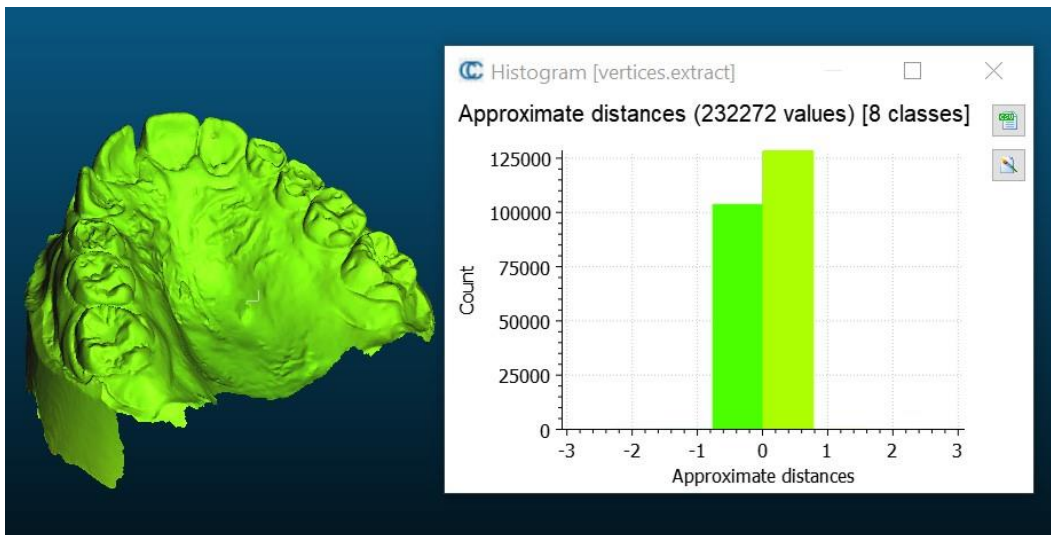 Histogram [vertices.extract]
Approximate distances (232272 values) [8 classes]
125000
100000
75000
50000
25000
0
Count
-3 -2 -1 0 1 2 3
Approximate distances